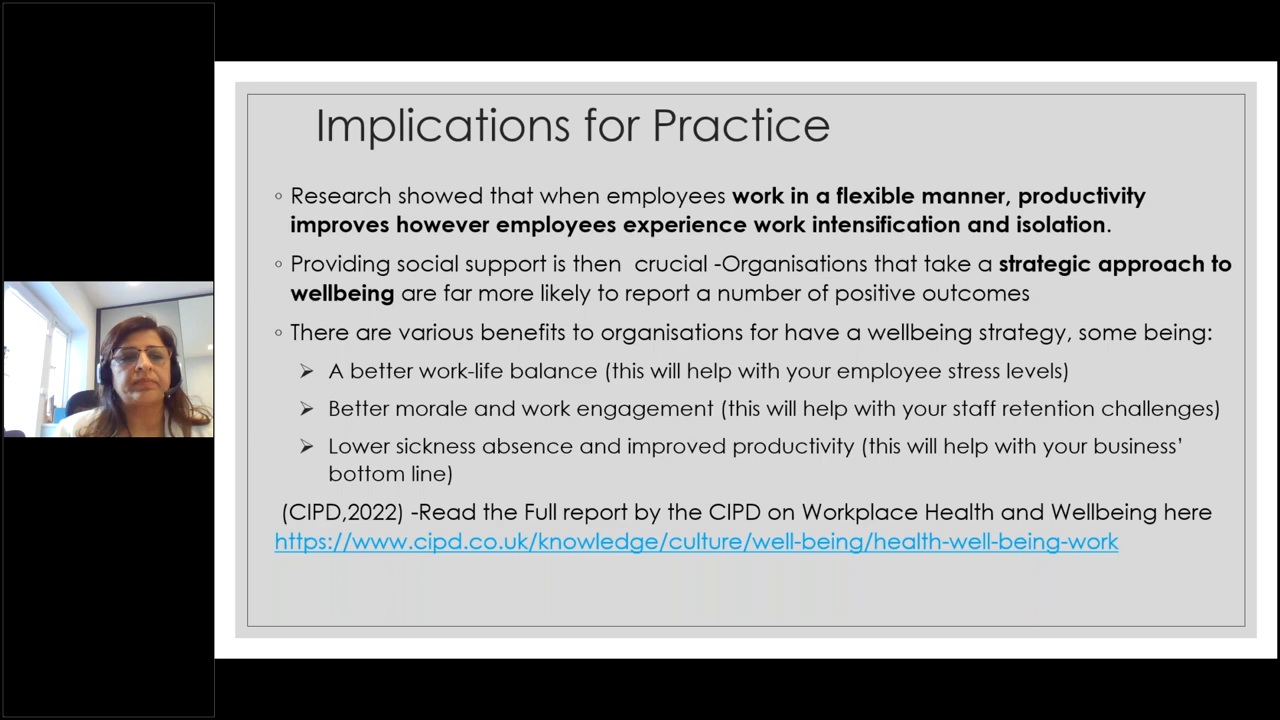 Implications for Practice
◦ Research showed that when employees work in a flexible manner, productivity
improves however employees experience work intensification and isolation.
◦ Providing social support is then  crucial -Organisations that take a strategic approach to
wellbeing are far more likely to report a number of positive outcomes
◦ There are various benefits to organisations for have a wellbeing strategy, some being:
➢ A better work-life balance (this will help with your employee stress levels)
➢ Better morale and work engagement (this will help with your staff retention challenges)
➢ Lower sickness absence and improved productivity (this will help with your business’
bottom line)
(CIPD,2022) -Read the Full report by the CIPD on Workplace Health and Wellbeing here
https://www.cipd.co.uk/knowledge/culture/well-being/health-well-being-work